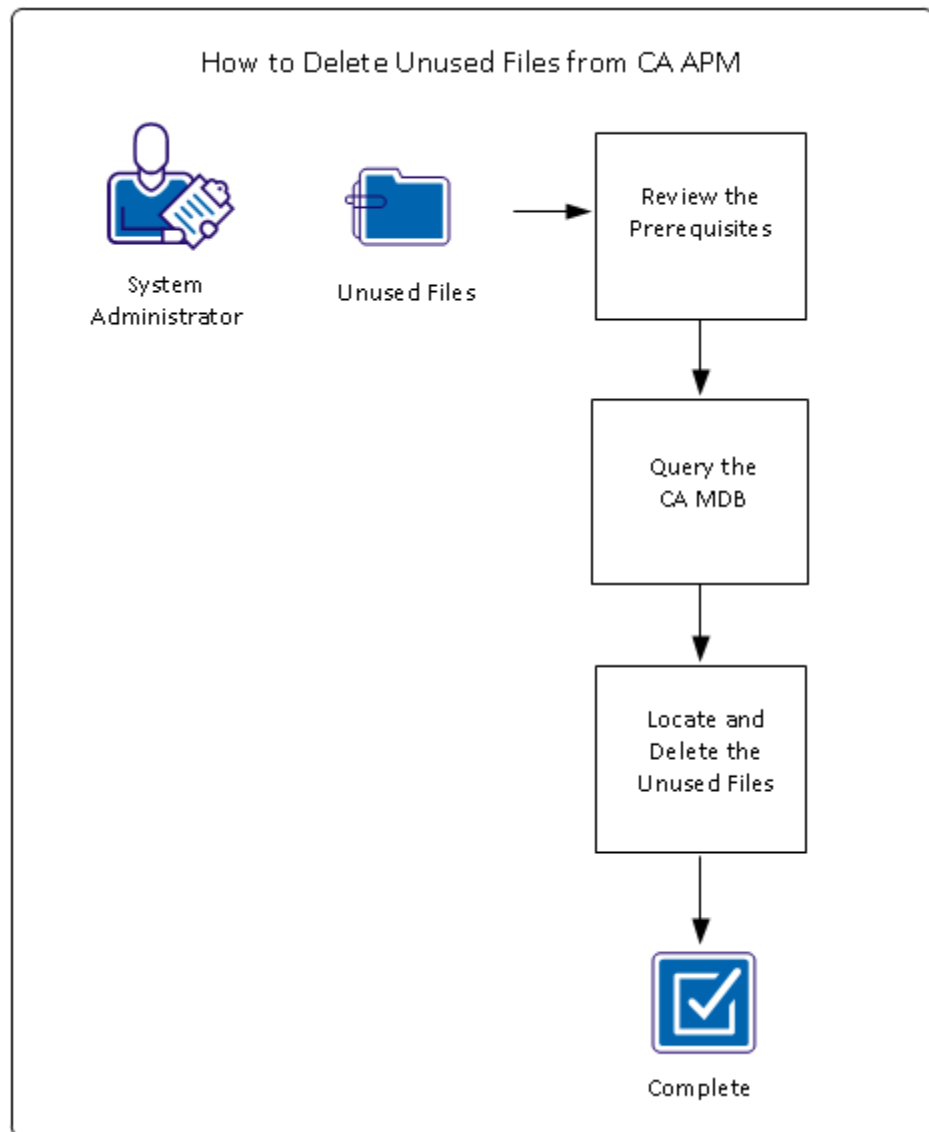 How to Delete Unused Files from CA APM
System
Administrator
Unused Files
Review the
Prerequisites
Query the
CA MDB
Locate and
Delete the
Unused Files
Complete